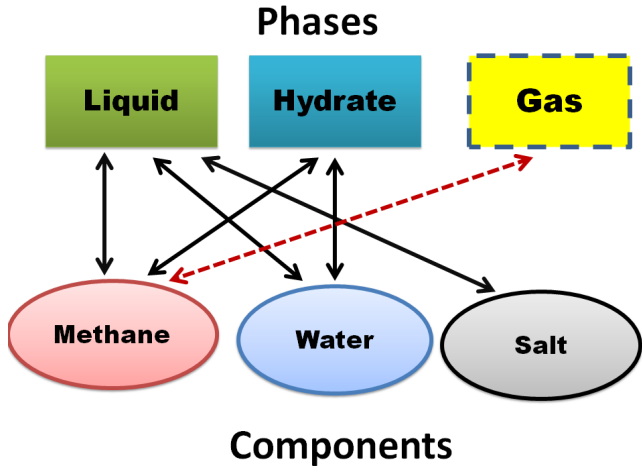 Phases
Liquid
Hydrate
Gas
Methane
Water
Salt
Components